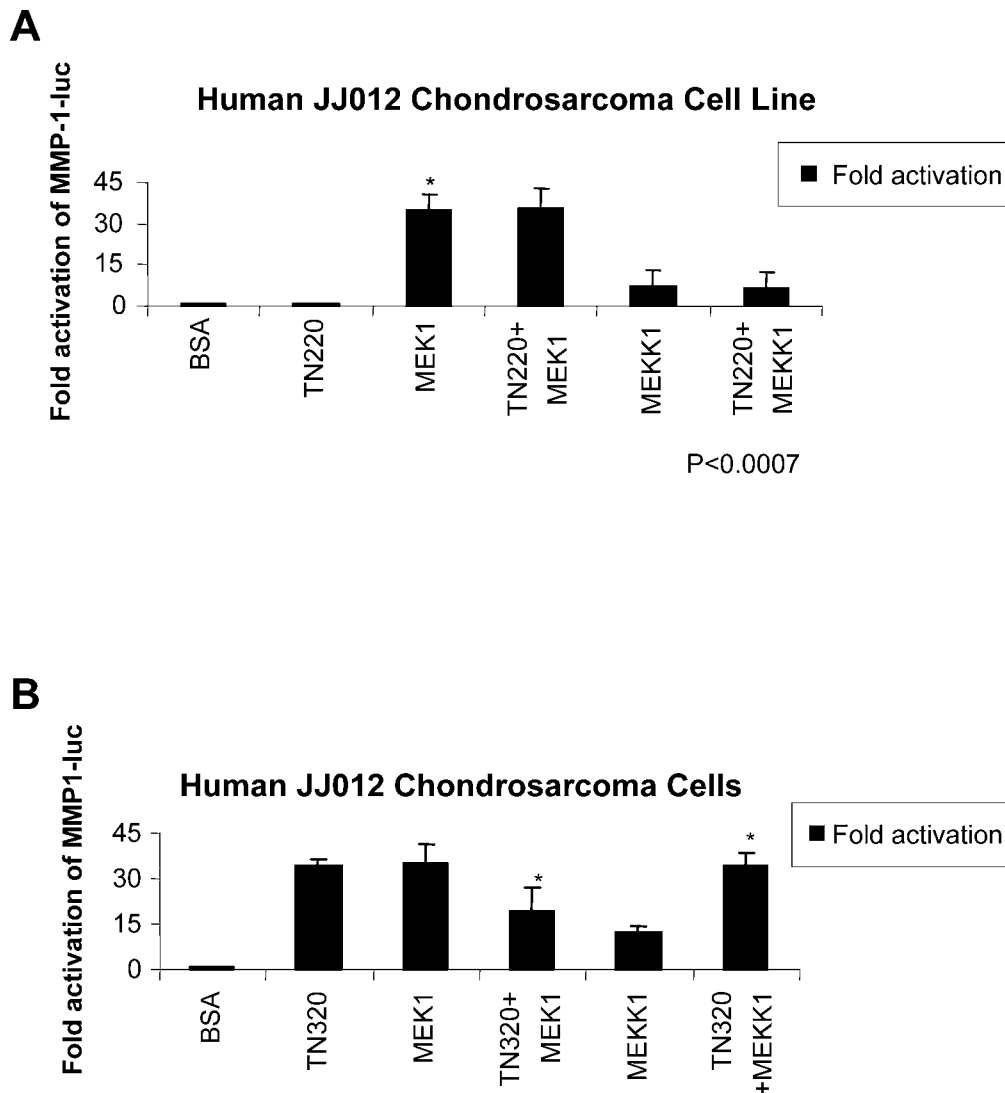 A
Fold activation of MMP-1-luc
Human JJ012 Chondrosarcoma Cell Line
Fold activation
45
30
15
0
*
BSA
TN220
MEK1
TN220+
MEK1
MEKK1
TN220+
MEKK1
P<0.0007
B
Fold activation of MMP1-luc
Human JJ012 Chondrosarcoma Cells
Fold activation
45
30
15
0
*
*
BSA
TN320
MEK1
TN320+
MEK1
MEKK1
TN320
+MEKK1